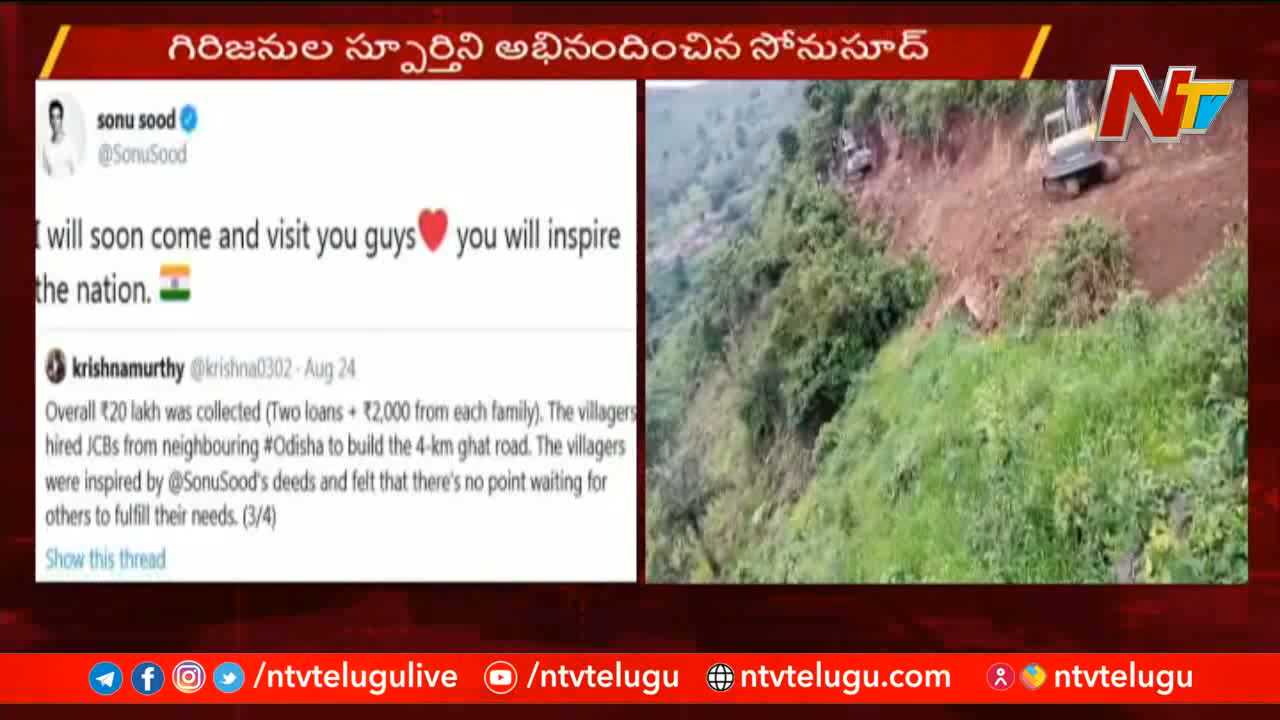 గిరిజనుల స్పూర్తిని అభినందించిన సోనుసూద్
NTV
sonu sood
@SonuSood
I will soon come and visit you guys❤️ you will inspire
the nation. 🇮🇳
krishnamurthy @krishna0302 · Aug 24
Overall ₹20 lakh was collected (Two loans + ₹2,000 from each family). The villagers
hired JCBs from neighbouring #Odisha to build the 4-km ghat road. The villagers
were inspired by @SonuSood's deeds and felt that there's no point waiting for
others to fulfill their needs. (3/4)
Show this thread
/ntvtelugulive /ntvtelugu ntvtelugu.com ntvtelugu